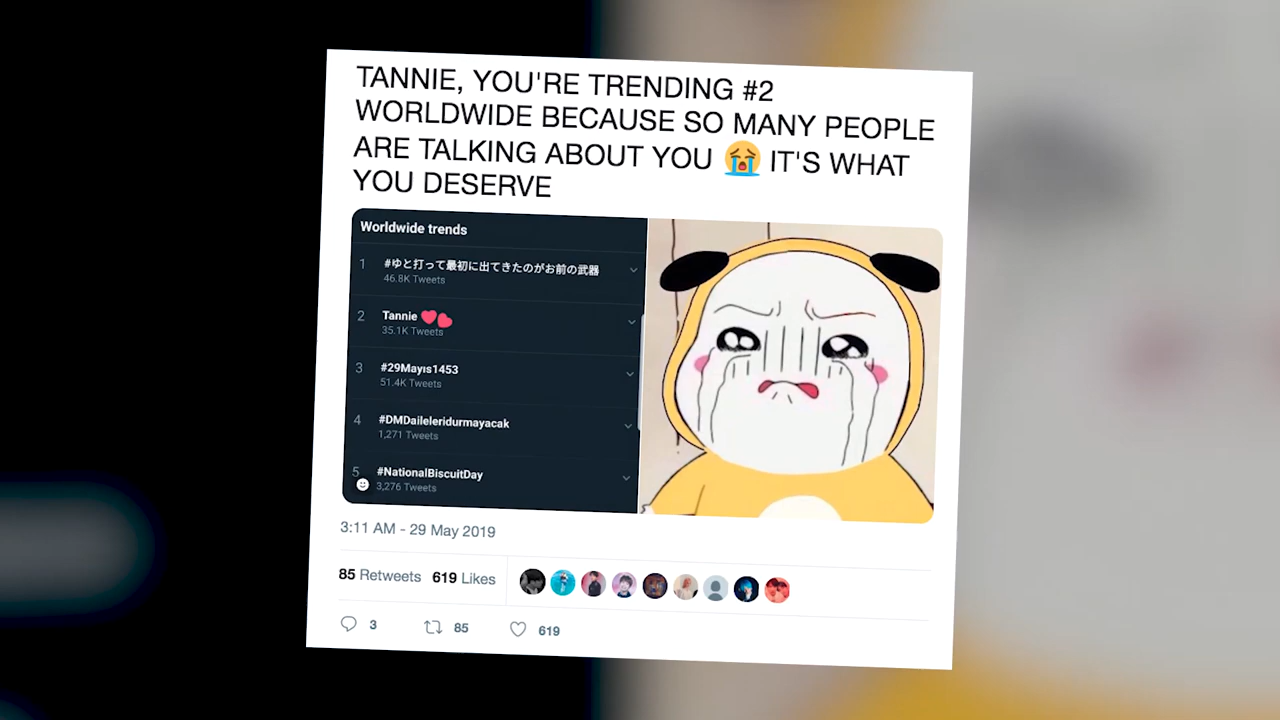 TANNIE, YOU'RE TRENDING #2
WORLDWIDE BECAUSE SO MANY PEOPLE
ARE TALKING ABOUT YOU 😭 IT'S WHAT
YOU DESERVE
Worldwide trends
1 #ゆと打って最初に出てきたのがお前の武器
46.8K Tweets
2 Tannie ❤️💕
35.1K Tweets
3 #29Mayıs1453
51.4K Tweets
4 #DMDaileleridurmayacak
1,271 Tweets
5 #NationalBiscuitDay
3,276 Tweets
3:11 AM - 29 May 2019
85 Retweets 619 Likes
3 85 619